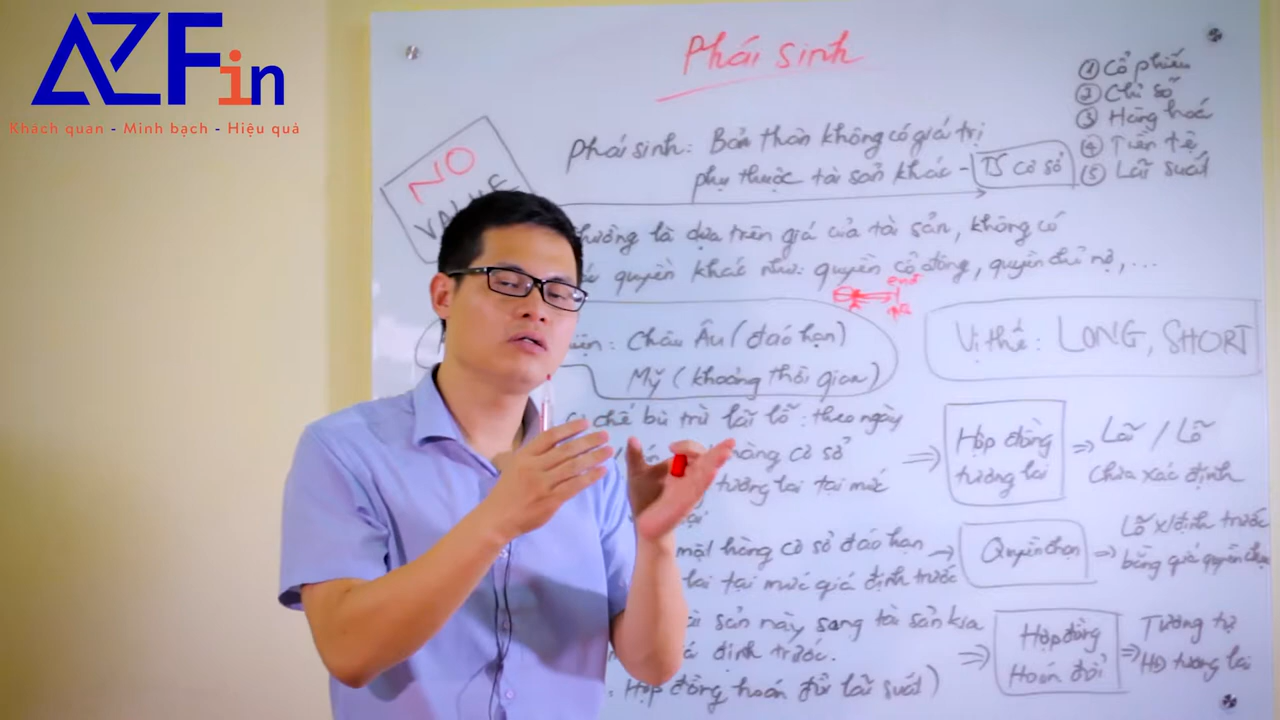 AZFin
Khách quan - Minh bạch - Hiệu quả
Phái sinh
① Cổ phiếu
② Chỉ số
③ Hàng hoá
④ Tiền tệ
⑤ Lãi suất
NO
VALUE
Phái sinh: Bản thân không có giá trị
phụ thuộc tài sản khác - TS cơ sở
thường là dựa trên giá của tài sản, không có
quyền khác như: quyền cổ đông, quyền chủ nợ, ...
end
Châu Âu (đáo hạn)
Mỹ (khoảng thời gian)
Vị thế: LONG, SHORT
chế bù trừ lãi lỗ: theo ngày
hàng cơ sở
tương lai tại mức
Hợp đồng
tương lai
⇒ Lãi / Lỗ
chưa xác định
mặt hàng cơ sở đáo hạn
lai tại mức giá định trước
→ Quyền chọn
⇒ Lỗ x/định trước
bằng giá quyền chọn
sản này sang tài sản kia
định trước.
: Hợp đồng hoán đổi lãi suất)
⇒ Hợp đồng
Hoán đổi
⇒ Tương tự
HĐ tương lai